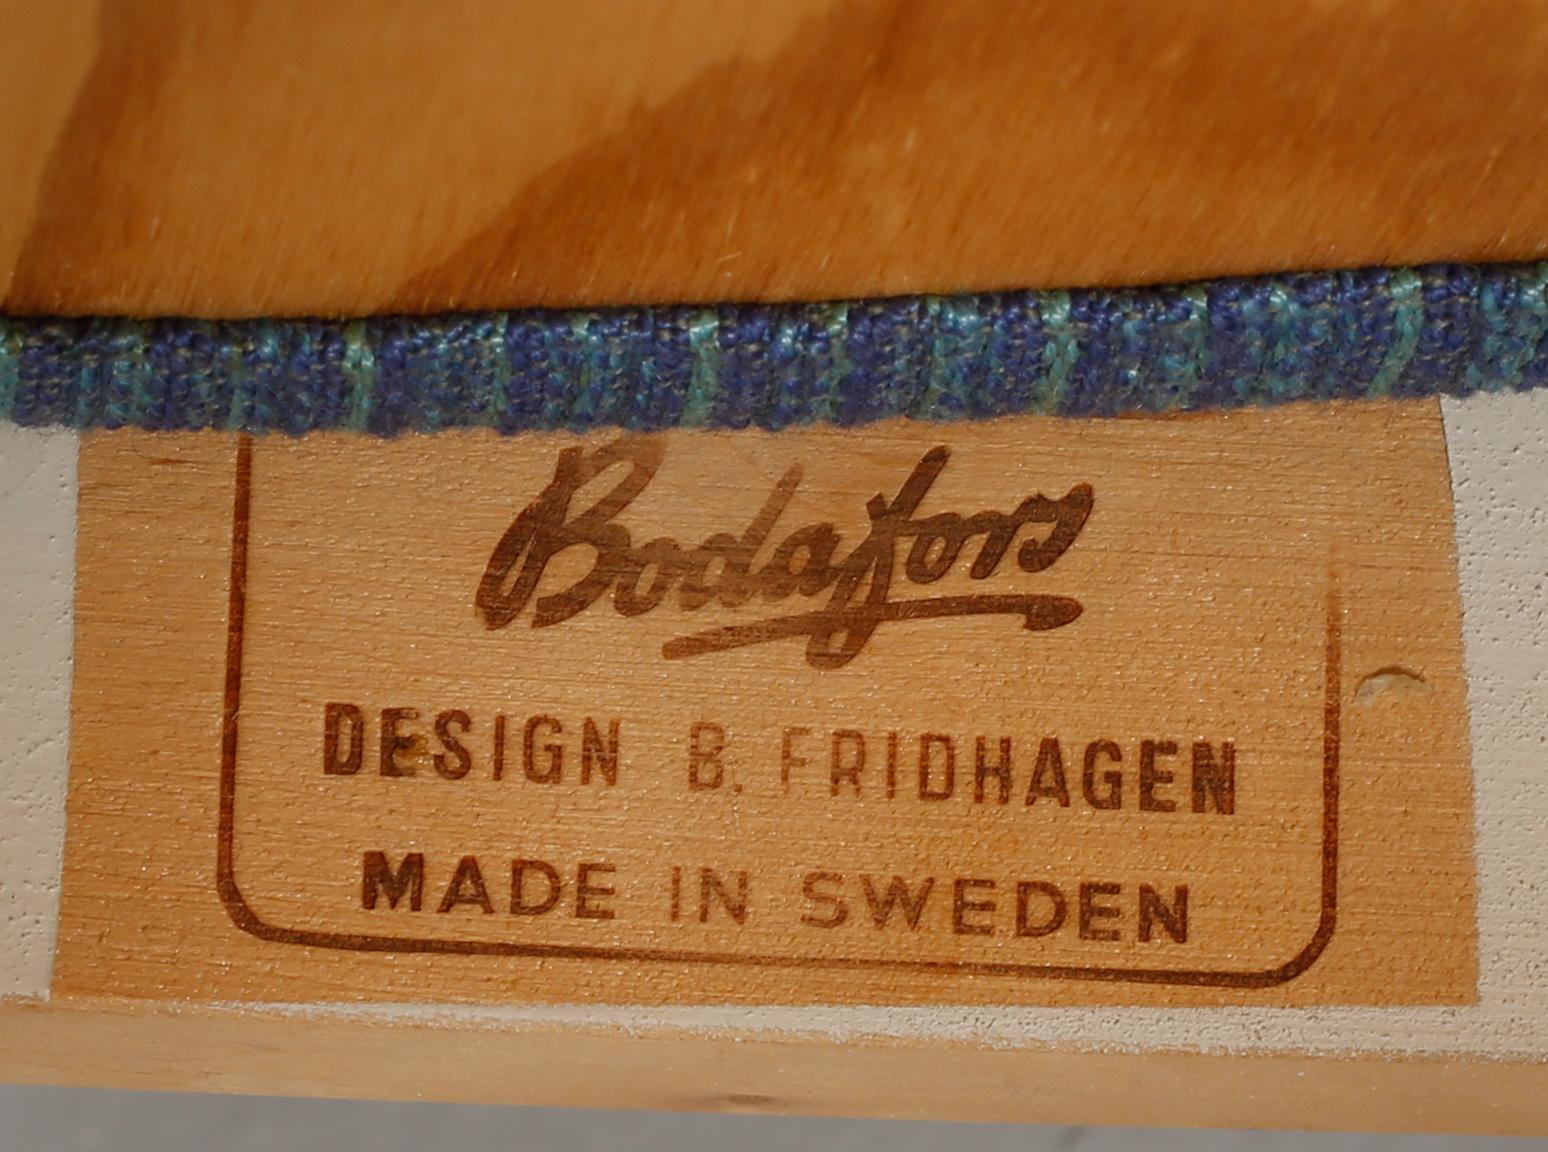 Bodafors
DESIGN B. FRIDHAGEN
MADE IN SWEDEN